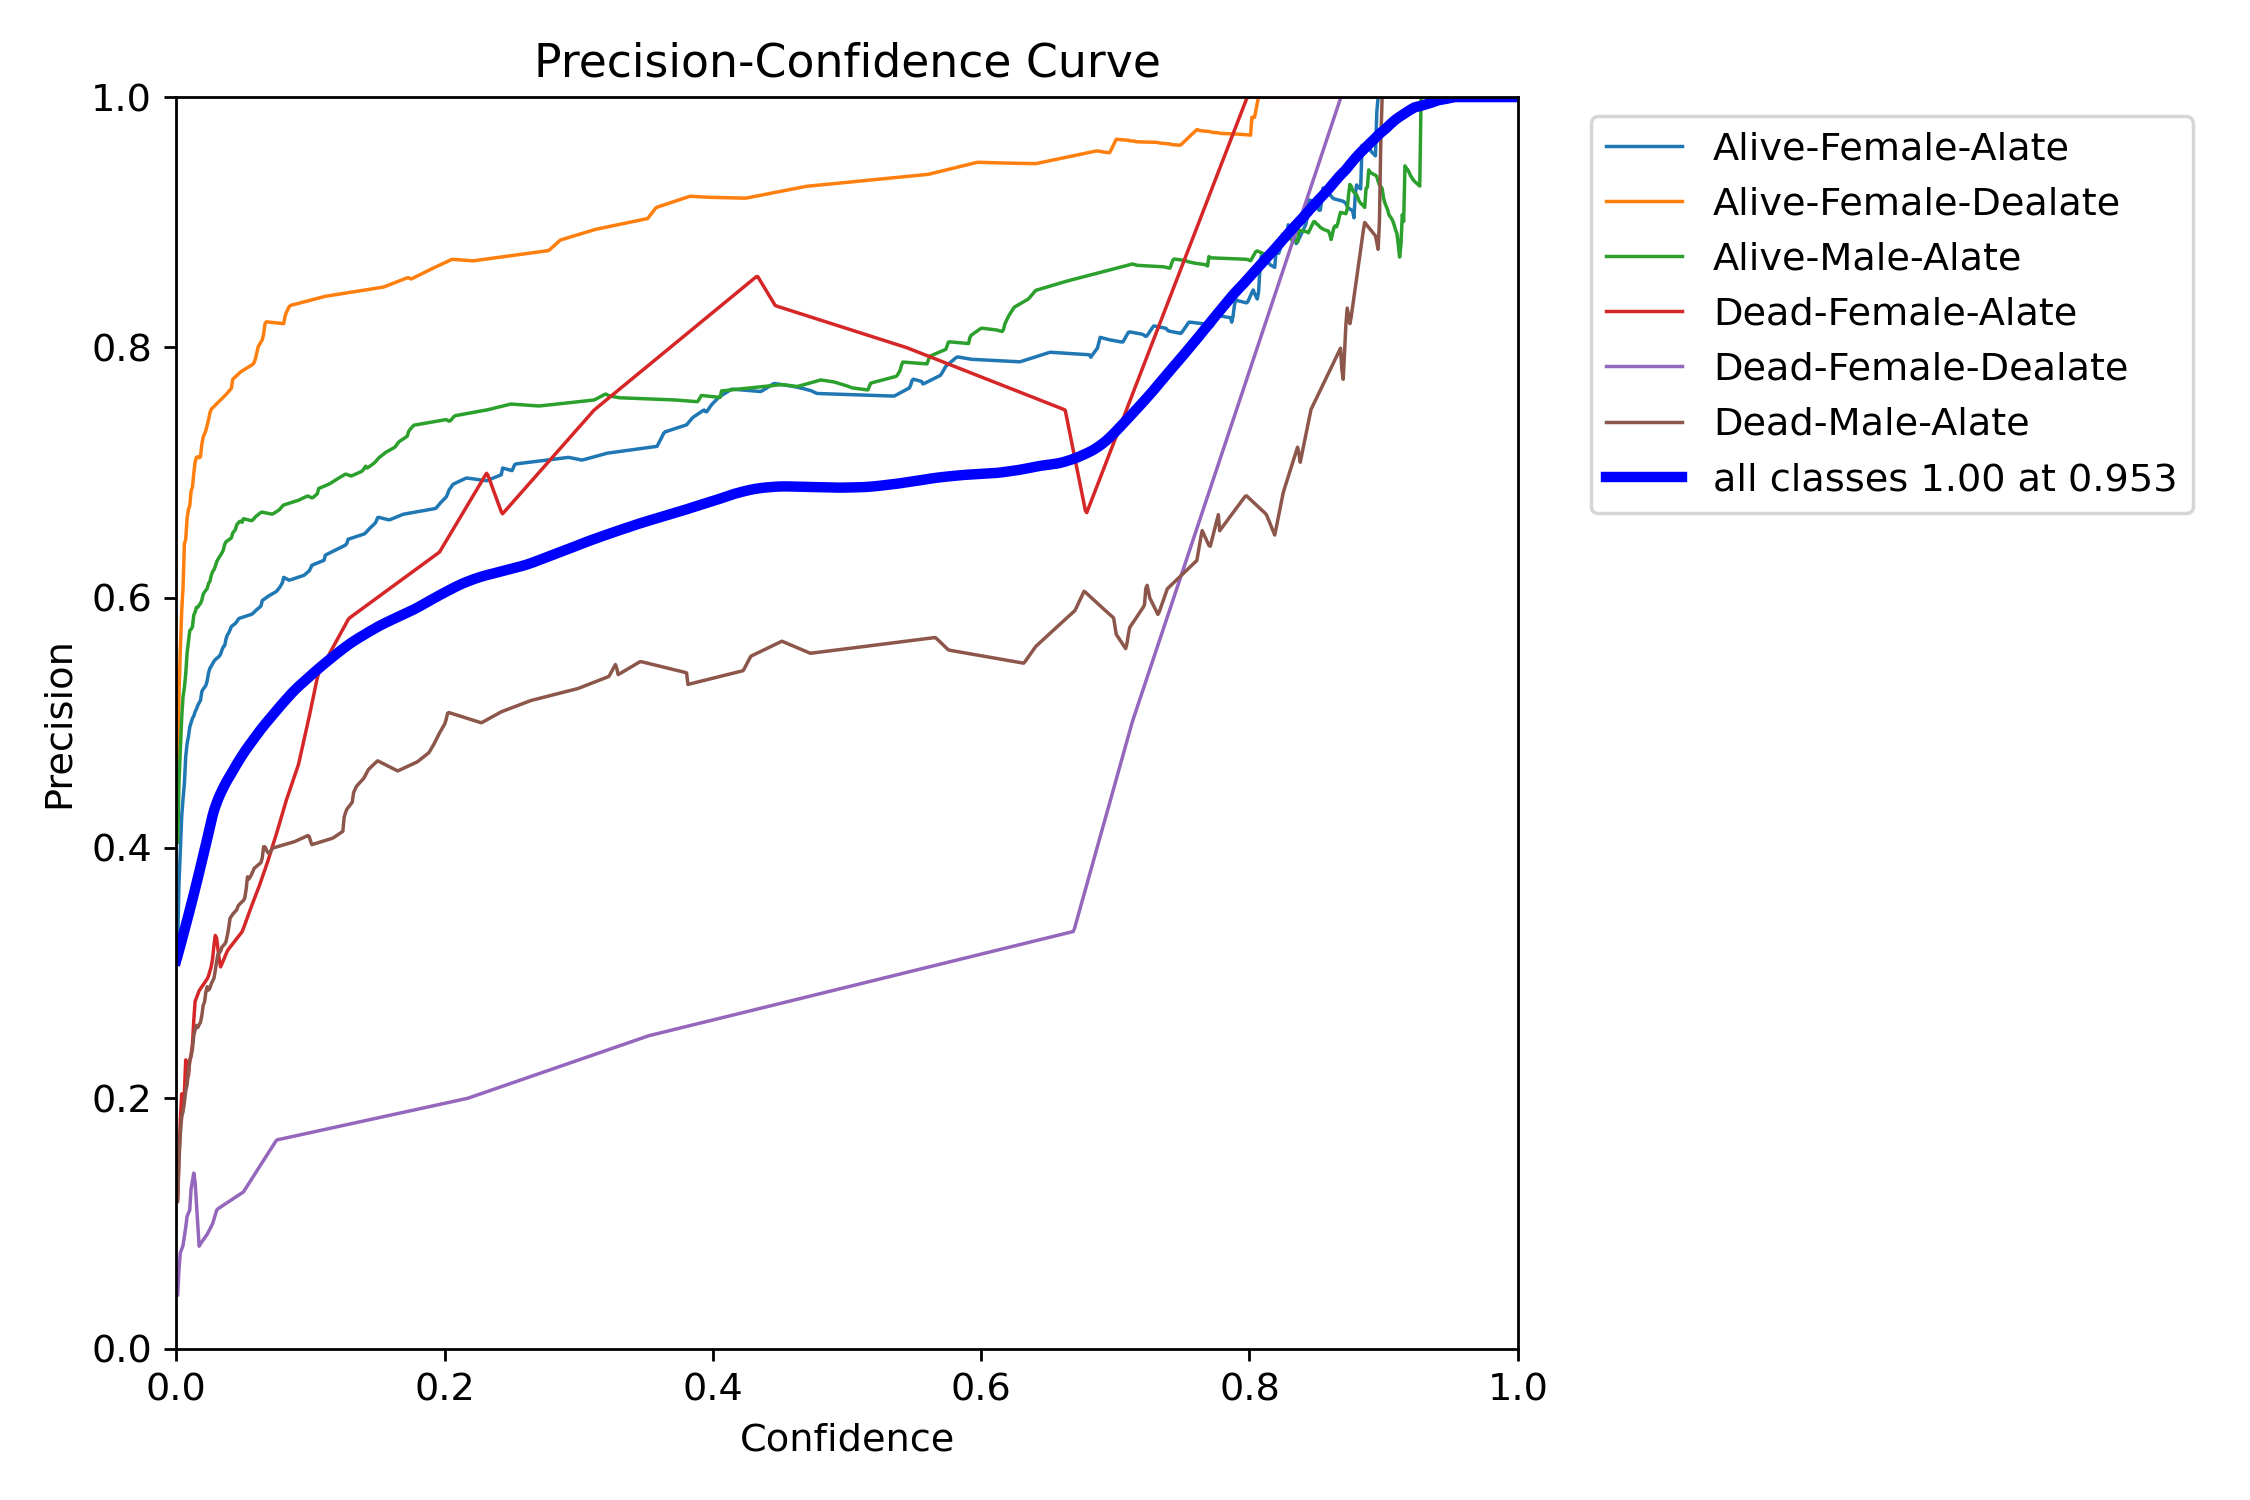 Precision-Confidence Curve
1.0
0.8
0.6
0.4
0.2
0.0
Precision
0.0 0.2 0.4 0.6 0.8 1.0
Confidence
Alive-Female-Alate
Alive-Female-Dealate
Alive-Male-Alate
Dead-Female-Alate
Dead-Female-Dealate
Dead-Male-Alate
all classes 1.00 at 0.953